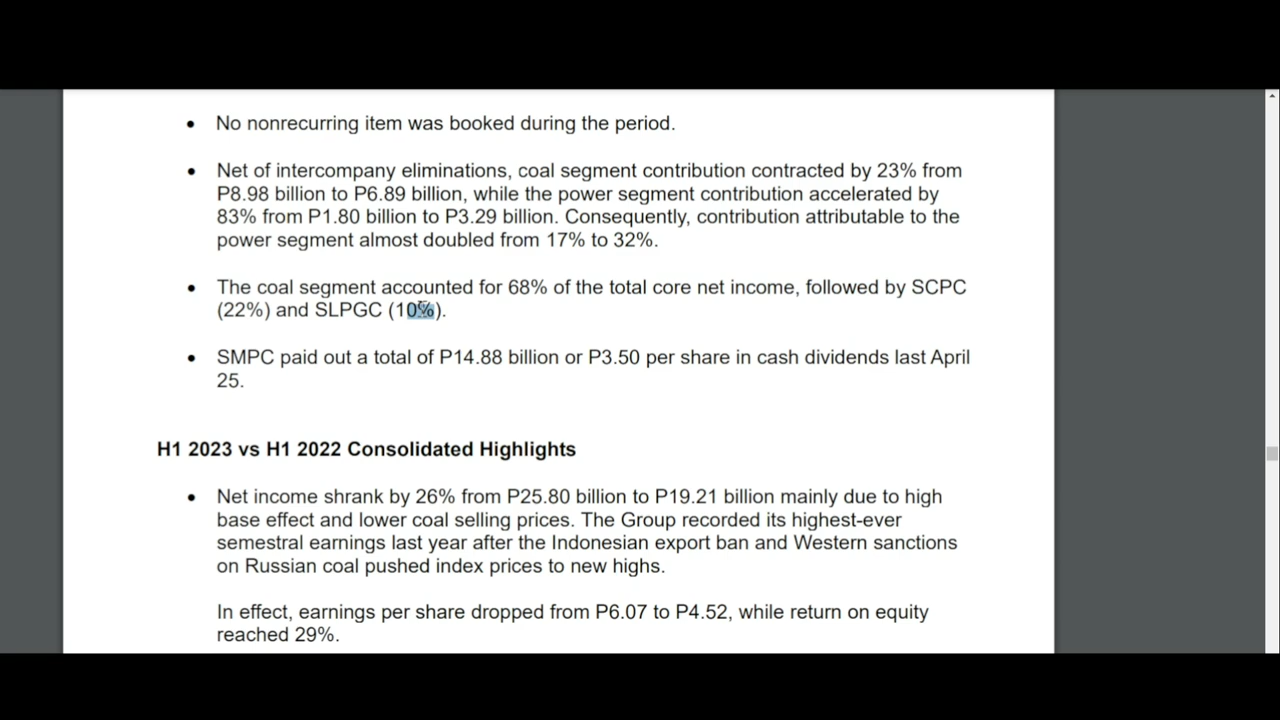 • No nonrecurring item was booked during the period.
• Net of intercompany eliminations, coal segment contribution contracted by 23% from
P8.98 billion to P6.89 billion, while the power segment contribution accelerated by
83% from P1.80 billion to P3.29 billion. Consequently, contribution attributable to the
power segment almost doubled from 17% to 32%.
• The coal segment accounted for 68% of the total core net income, followed by SCPC
(22%) and SLPGC (10%).
• SMPC paid out a total of P14.88 billion or P3.50 per share in cash dividends last April
25.
H1 2023 vs H1 2022 Consolidated Highlights
• Net income shrank by 26% from P25.80 billion to P19.21 billion mainly due to high
base effect and lower coal selling prices. The Group recorded its highest-ever
semestral earnings last year after the Indonesian export ban and Western sanctions
on Russian coal pushed index prices to new highs.
In effect, earnings per share dropped from P6.07 to P4.52, while return on equity
reached 29%.